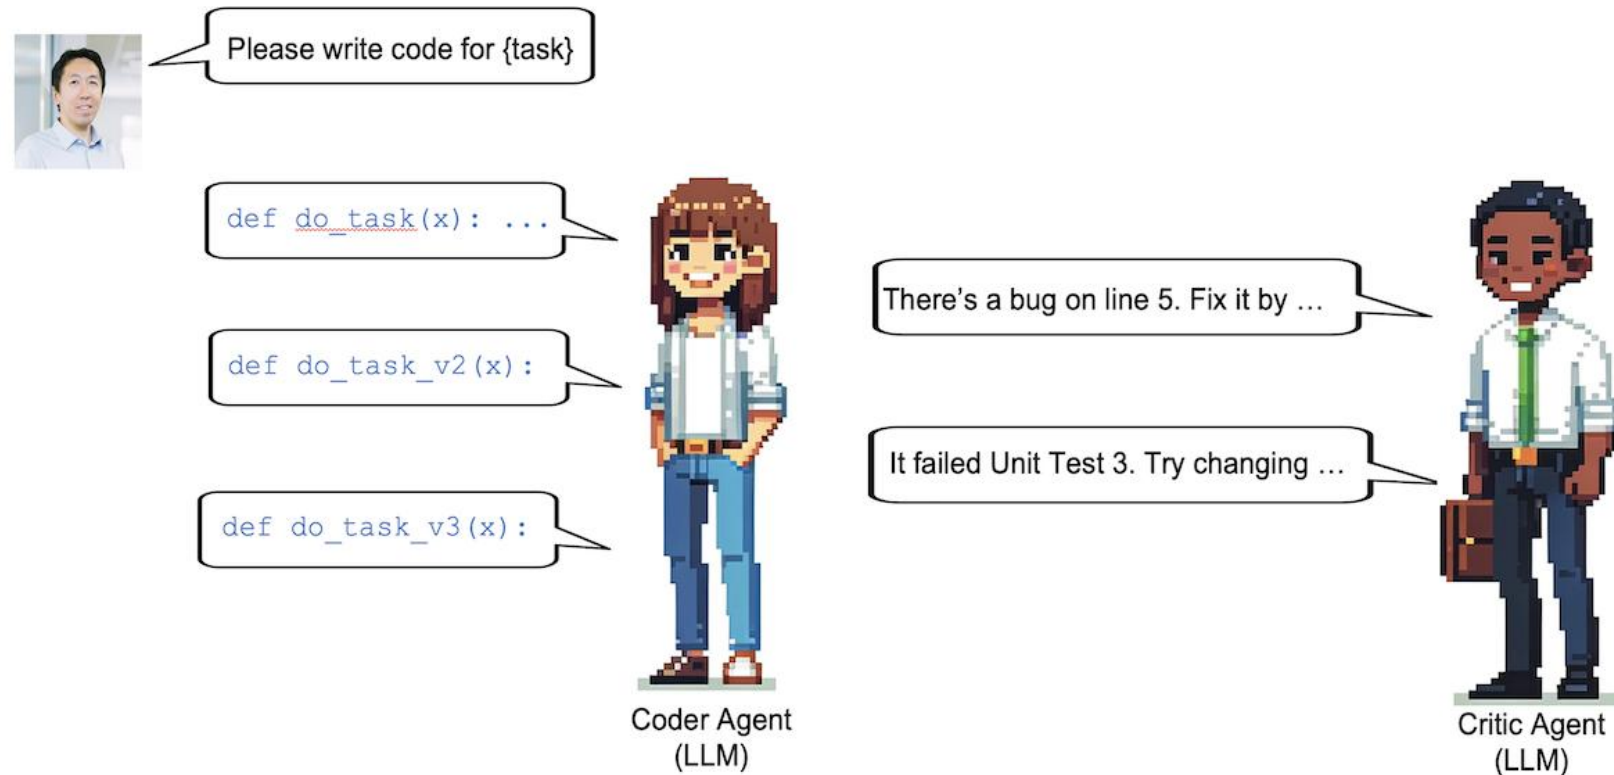 Please write code for {task}
def do_task(x): ...
There’s a bug on line 5. Fix it by …
def do_task_v2(x):
It failed Unit Test 3. Try changing …
def do_task_v3(x):
Coder Agent
(LLM)
Critic Agent
(LLM)